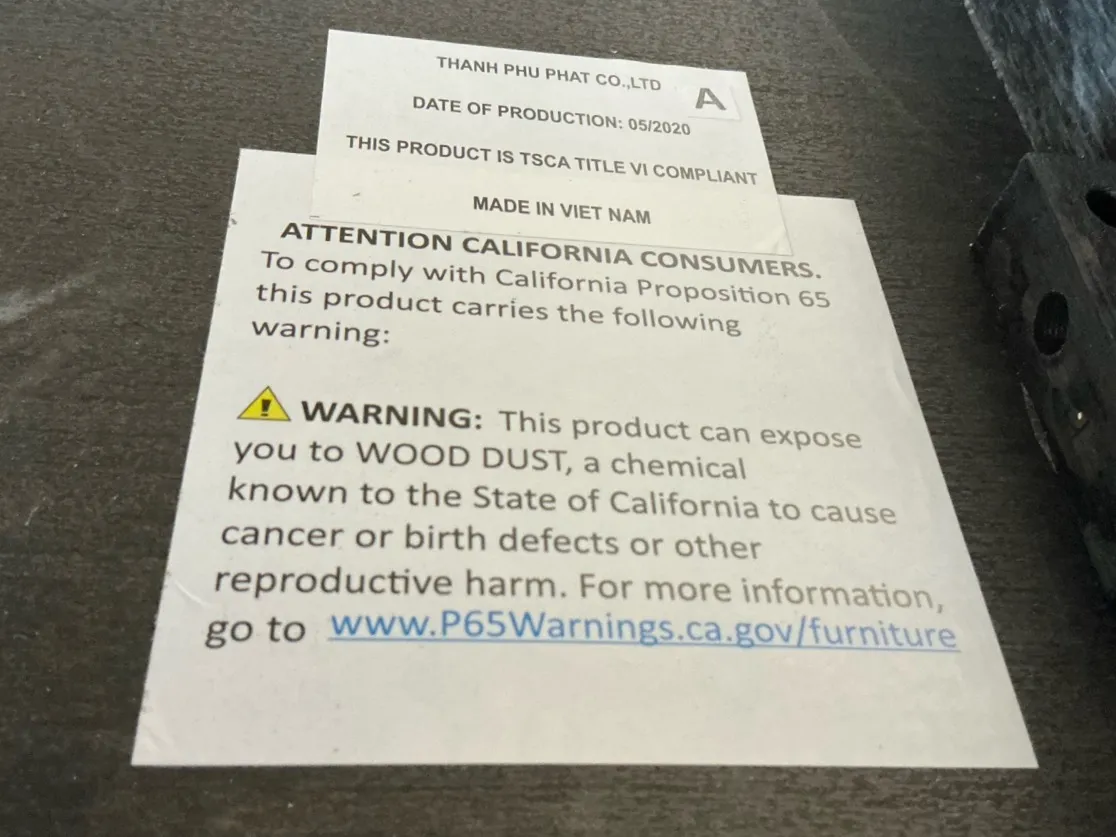 THANH PHU PHAT CO.,LTD
A
DATE OF PRODUCTION: 05/2020
THIS PRODUCT IS TSCA TITLE VI COMPLIANT
MADE IN VIET NAM
ATTENTION CALIFORNIA CONSUMERS.
To comply with California Proposition 65
this product carries the following
warning:
WARNING: This product can expose
you to WOOD DUST, a chemical
known to the State of California to cause
cancer or birth defects or other
reproductive harm. For more information,
go to www.P65Warnings.ca.gov/furniture